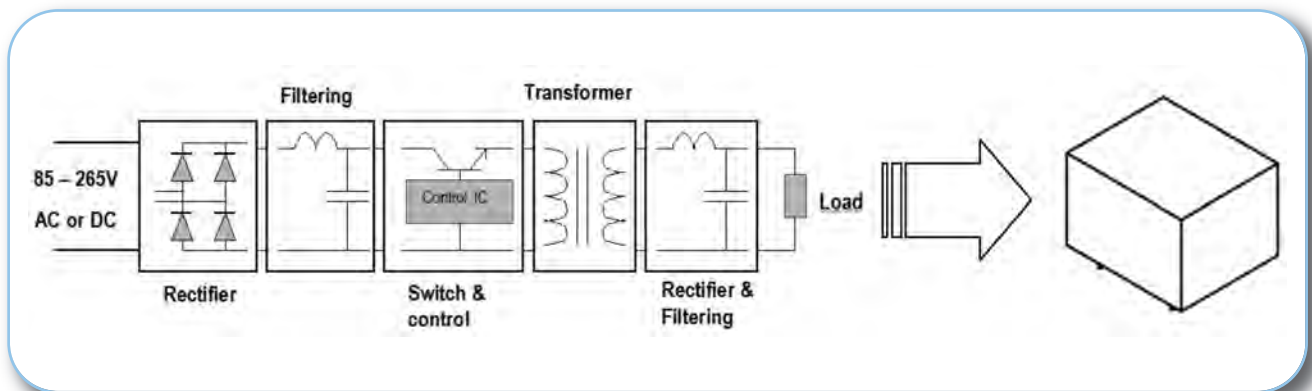 Filtering
Transformer
85 – 265V
AC or DC
Control IC
Load
Rectifier
Switch &
control
Rectifier &
Filtering